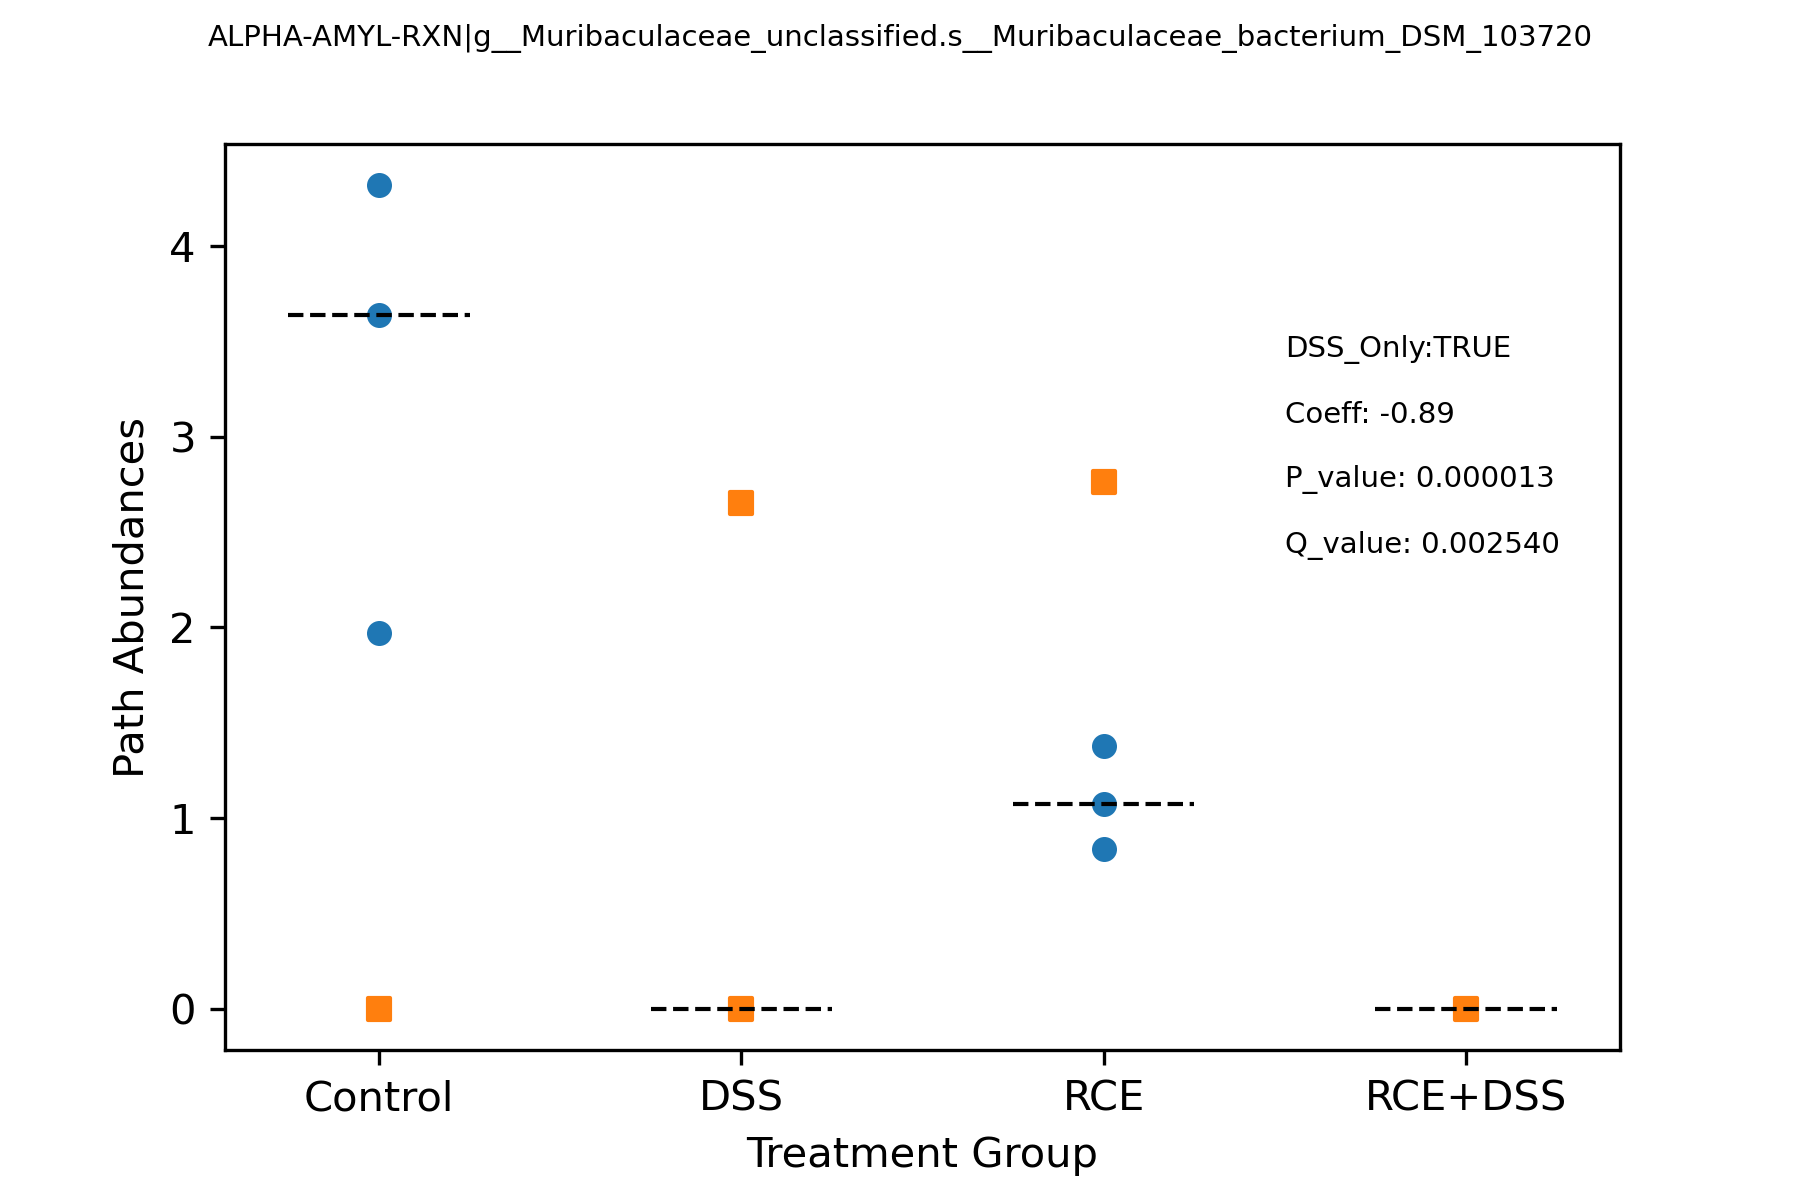 ALPHA-AMYL-RXN|g__Muribaculaceae_unclassified.s__Muribaculaceae_bacterium_DSM_103720
4
3
2
1
0
Path Abundances
DSS_Only:TRUE
Coeff: -0.89
P_value: 0.000013
Q_value: 0.002540
Control DSS RCE RCE+DSS
Treatment Group